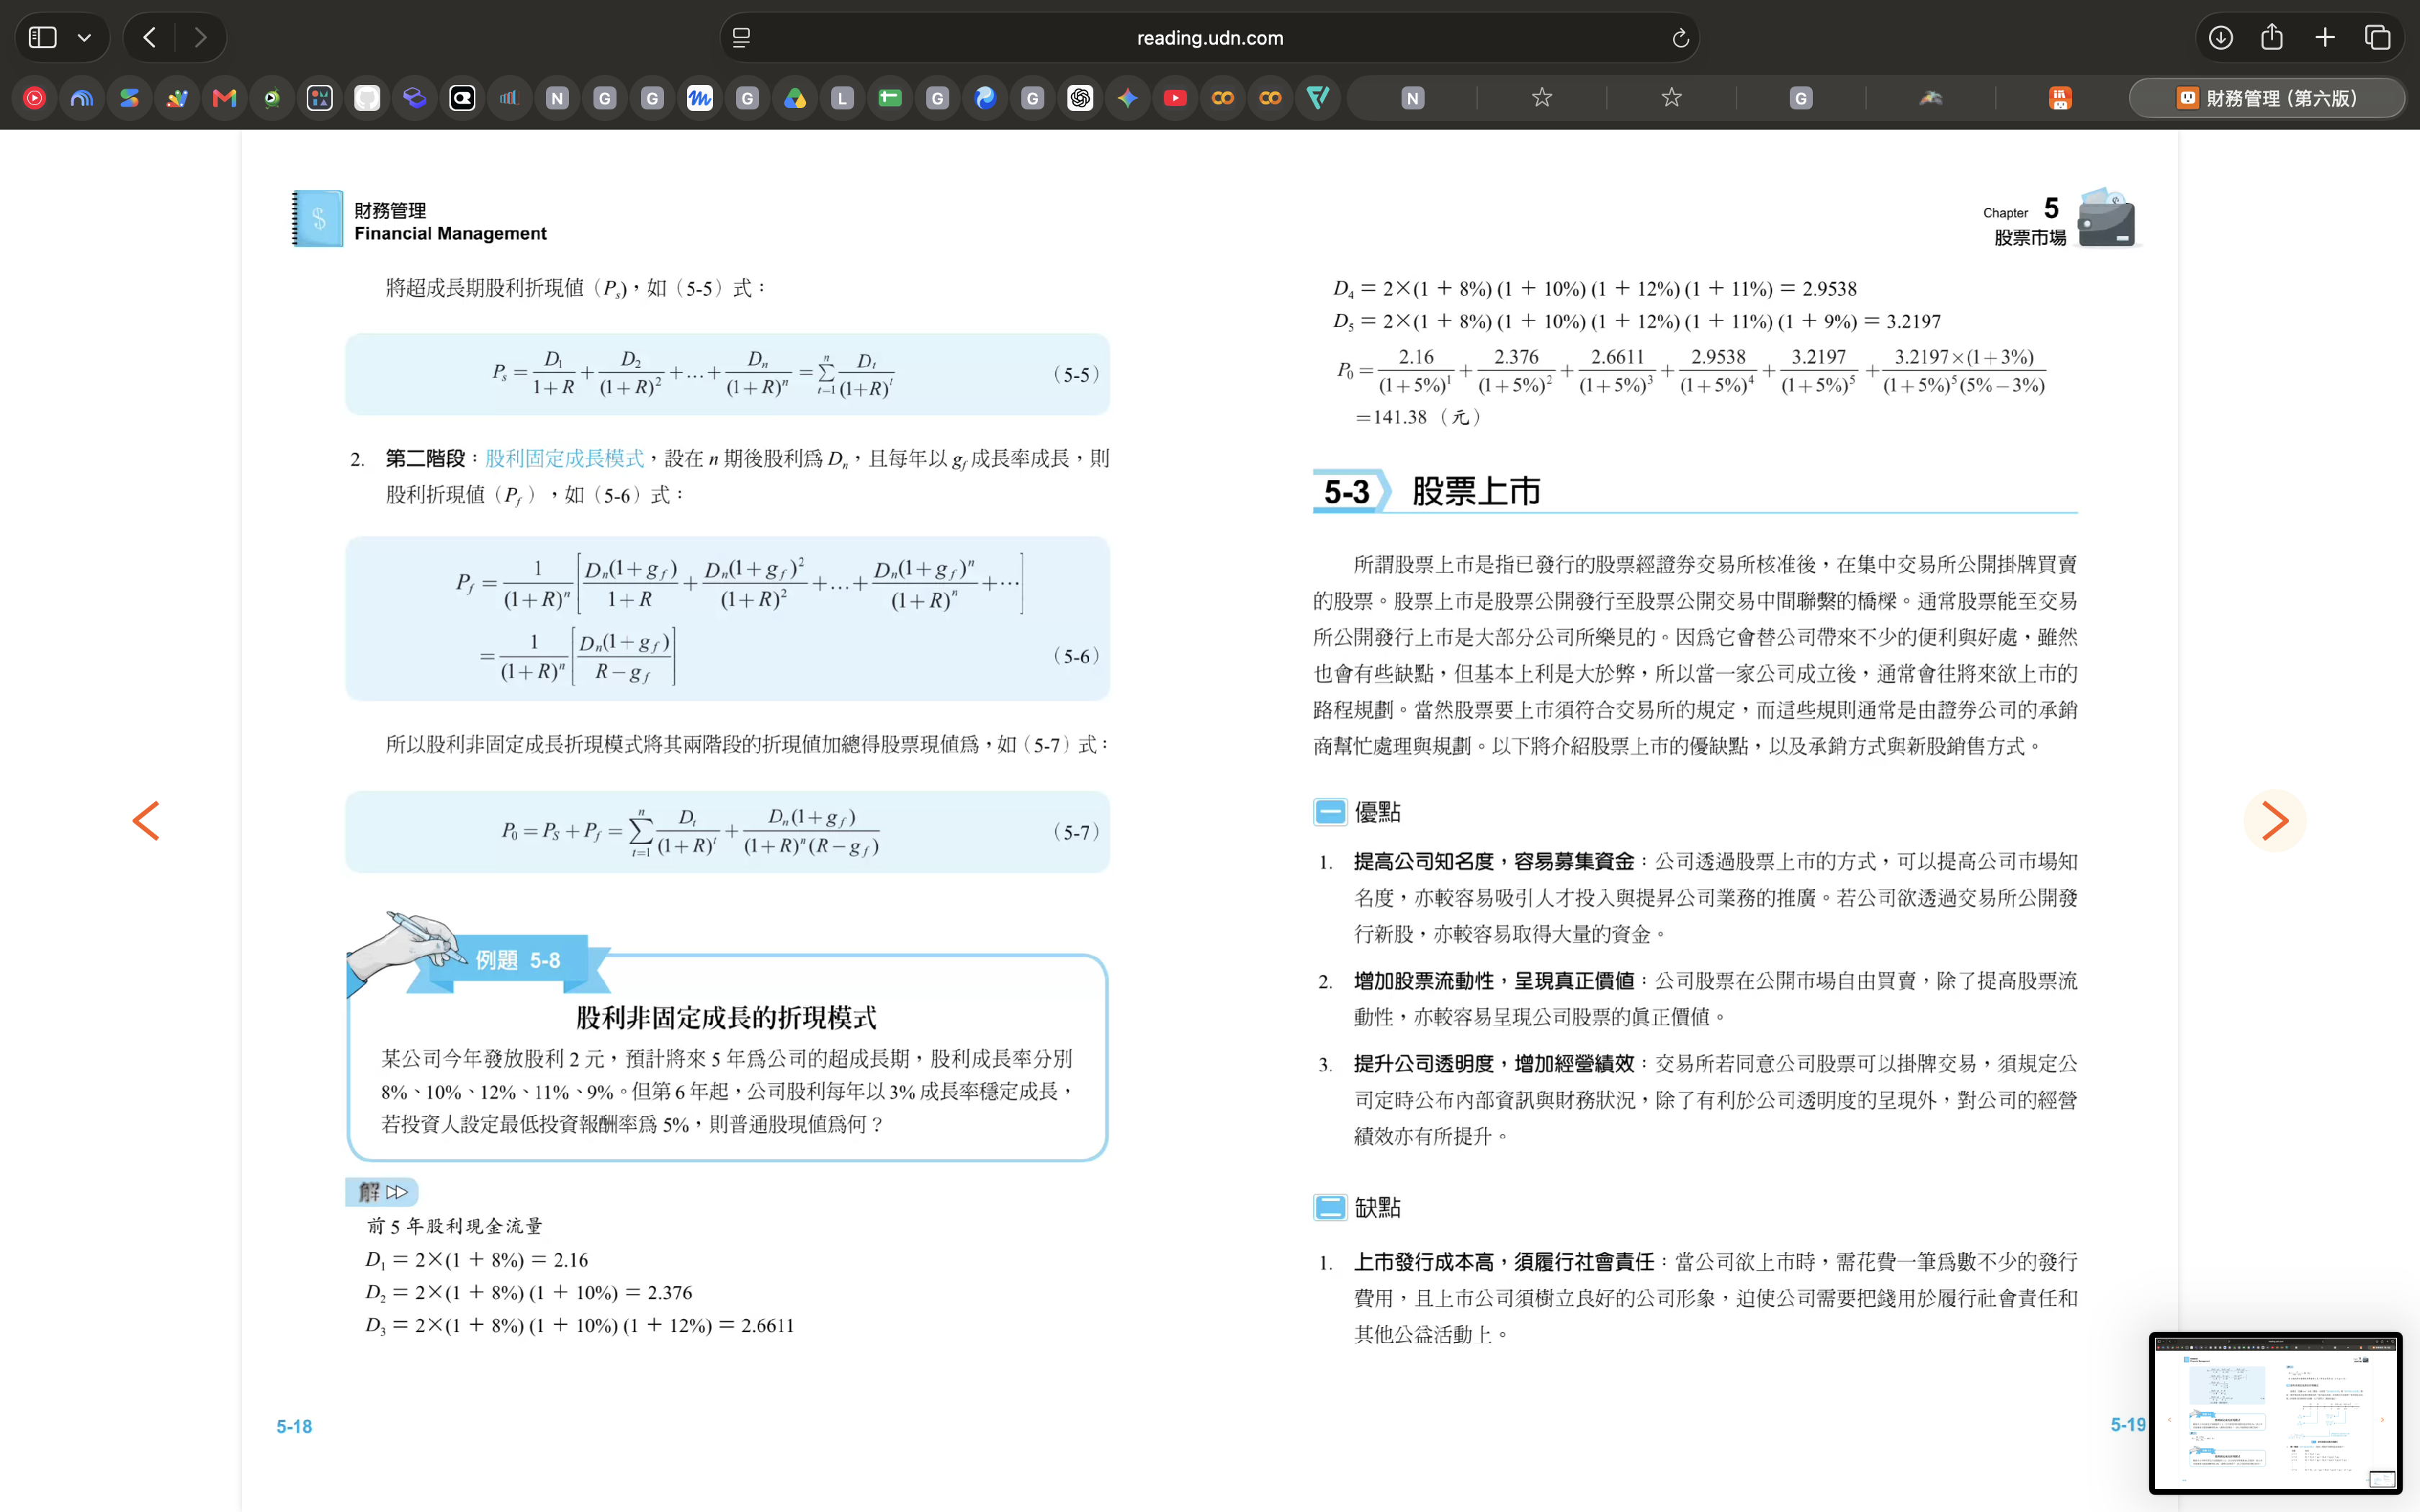 reading.udn.com
N
G
G
G
L
G
G
N
G
財務管理 (第六版)
財務管理
Financial Management
將超成長期股利折現值（Pₛ），如（5-5）式：
Pₛ = D₁/(1+R) + D₂/(1+R)² + … + Dₙ/(1+R)ⁿ = Σ(t=1→n) Dₜ/(1+R)ᵗ （5-5）
2. 第二階段：股利固定成長模式，設在 n 期後股利為 Dₙ，且每年以 g_f 成長率成長，則
股利折現值（P_f），如（5-6）式：
P_f = 1/(1+R)ⁿ [ Dₙ(1+g_f)/(1+R) + Dₙ(1+g_f)²/(1+R)² + … + Dₙ(1+g_f)ⁿ/(1+R)ⁿ + ⋯ ]
= 1/(1+R)ⁿ [ Dₙ(1+g_f)/(R−g_f) ] （5-6）
所以股利非固定成長折現模式將其兩階段的折現值加總得股票現值為，如（5-7）式：
P₀ = P_S + P_f = Σ(t=1→n) Dₜ/(1+R)ᵗ + Dₙ(1+g_f)/((1+R)ⁿ(R−g_f)) （5-7）
例題 5-8
股利非固定成長的折現模式
某公司今年發放股利 2 元，預計將來 5 年為公司的超成長期，股利成長率分別
8%、10%、12%、11%、9%。但第 6 年起，公司股利每年以 3% 成長率穩定成長，
若投資人設定最低投資報酬率為 5%，則普通股現值為何？
解
前 5 年股利現金流量
D₁ = 2×(1 + 8%) = 2.16
D₂ = 2×(1 + 8%) (1 + 10%) = 2.376
D₃ = 2×(1 + 8%) (1 + 10%) (1 + 12%) = 2.6611
5-18
Chapter 5
股票市場
D₄ = 2×(1 + 8%) (1 + 10%) (1 + 12%) (1 + 11%) = 2.9538
D₅ = 2×(1 + 8%) (1 + 10%) (1 + 12%) (1 + 11%) (1 + 9%) = 3.2197
P₀ = 2.16/(1+5%)¹ + 2.376/(1+5%)² + 2.6611/(1+5%)³ + 2.9538/(1+5%)⁴ + 3.2197/(1+5%)⁵ + 3.2197×(1+3%)/((1+5%)⁵(5%−3%))
=141.38（元）
5-3 股票上市
所謂股票上市是指已發行的股票經證券交易所核准後，在集中交易所公開掛牌買賣
的股票。股票上市是股票公開發行至股票公開交易中間聯繫的橋樑。通常股票能至交易
所公開發行上市是大部分公司所樂見的。因為它會替公司帶來不少的便利與好處，雖然
也會有些缺點，但基本上利是大於弊，所以當一家公司成立後，通常會往將來欲上市的
路程規劃。當然股票要上市須符合交易所的規定，而這些規則通常是由證券公司的承銷
商幫忙處理與規劃。以下將介紹股票上市的優缺點，以及承銷方式與新股銷售方式。
一 優點
1. 提高公司知名度，容易募集資金：公司透過股票上市的方式，可以提高公司市場知
名度，亦較容易吸引人才投入與提昇公司業務的推廣。若公司欲透過交易所公開發
行新股，亦較容易取得大量的資金。
2. 增加股票流動性，呈現真正價值：公司股票在公開市場自由買賣，除了提高股票流
動性，亦較容易呈現公司股票的真正價值。
3. 提升公司透明度，增加經營績效：交易所若同意公司股票可以掛牌交易，須規定公
司定時公布內部資訊與財務狀況，除了有利於公司透明度的呈現外，對公司的經營
績效亦有所提升。
二 缺點
1. 上市發行成本高，須履行社會責任：當公司欲上市時，需花費一筆為數不少的發行
費用，且上市公司須樹立良好的公司形象，迫使公司需要把錢用於履行社會責任和
其他公益活動上。
5-19